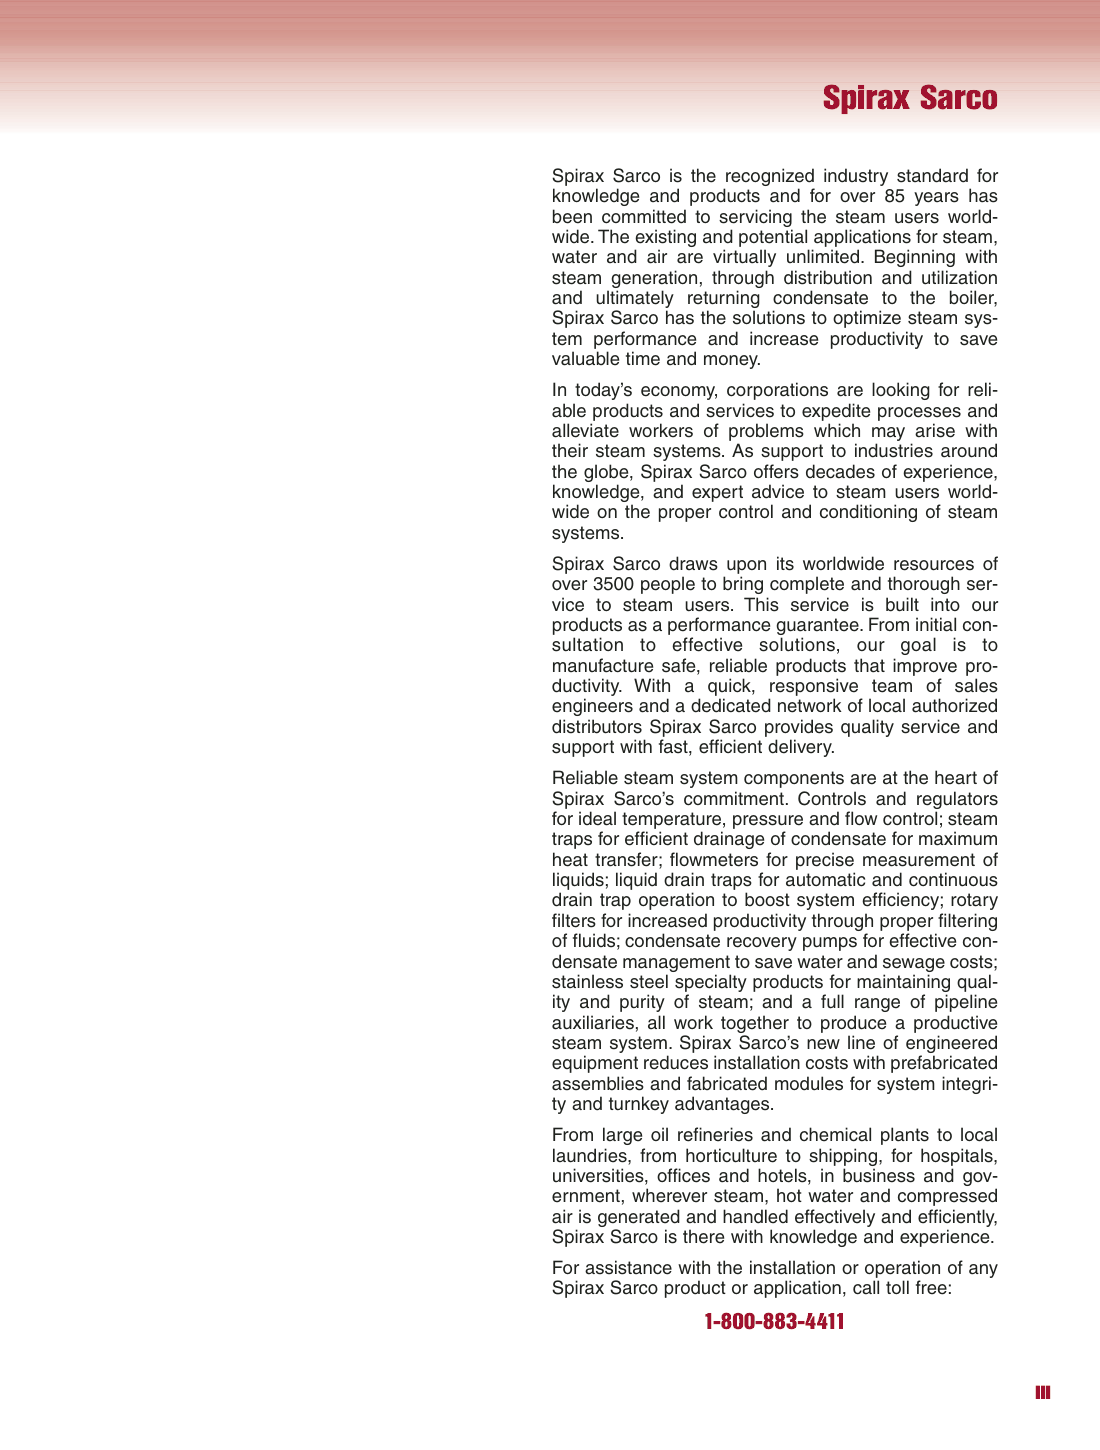 Spirax Sarco
Spirax Sarco is the recognized industry standard for
knowledge and products and for over 85 years has
been committed to servicing the steam users world-
wide. The existing and potential applications for steam,
water and air are virtually unlimited. Beginning with
steam generation, through distribution and utilization
and ultimately returning condensate to the boiler,
Spirax Sarco has the solutions to optimize steam sys-
tem performance and increase productivity to save
valuable time and money.
In today’s economy, corporations are looking for reli-
able products and services to expedite processes and
alleviate workers of problems which may arise with
their steam systems. As support to industries around
the globe, Spirax Sarco offers decades of experience,
knowledge, and expert advice to steam users world-
wide on the proper control and conditioning of steam
systems.
Spirax Sarco draws upon its worldwide resources of
over 3500 people to bring complete and thorough ser-
vice to steam users. This service is built into our
products as a performance guarantee. From initial con-
sultation to effective solutions, our goal is to
manufacture safe, reliable products that improve pro-
ductivity. With a quick, responsive team of sales
engineers and a dedicated network of local authorized
distributors Spirax Sarco provides quality service and
support with fast, efficient delivery.
Reliable steam system components are at the heart of
Spirax Sarco’s commitment. Controls and regulators
for ideal temperature, pressure and flow control; steam
traps for efficient drainage of condensate for maximum
heat transfer; flowmeters for precise measurement of
liquids; liquid drain traps for automatic and continuous
drain trap operation to boost system efficiency; rotary
filters for increased productivity through proper filtering
of fluids; condensate recovery pumps for effective con-
densate management to save water and sewage costs;
stainless steel specialty products for maintaining qual-
ity and purity of steam; and a full range of pipeline
auxiliaries, all work together to produce a productive
steam system. Spirax Sarco’s new line of engineered
equipment reduces installation costs with prefabricated
assemblies and fabricated modules for system integri-
ty and turnkey advantages.
From large oil refineries and chemical plants to local
laundries, from horticulture to shipping, for hospitals,
universities, offices and hotels, in business and gov-
ernment, wherever steam, hot water and compressed
air is generated and handled effectively and efficiently,
Spirax Sarco is there with knowledge and experience.
For assistance with the installation or operation of any
Spirax Sarco product or application, call toll free:
1-800-883-4411
III